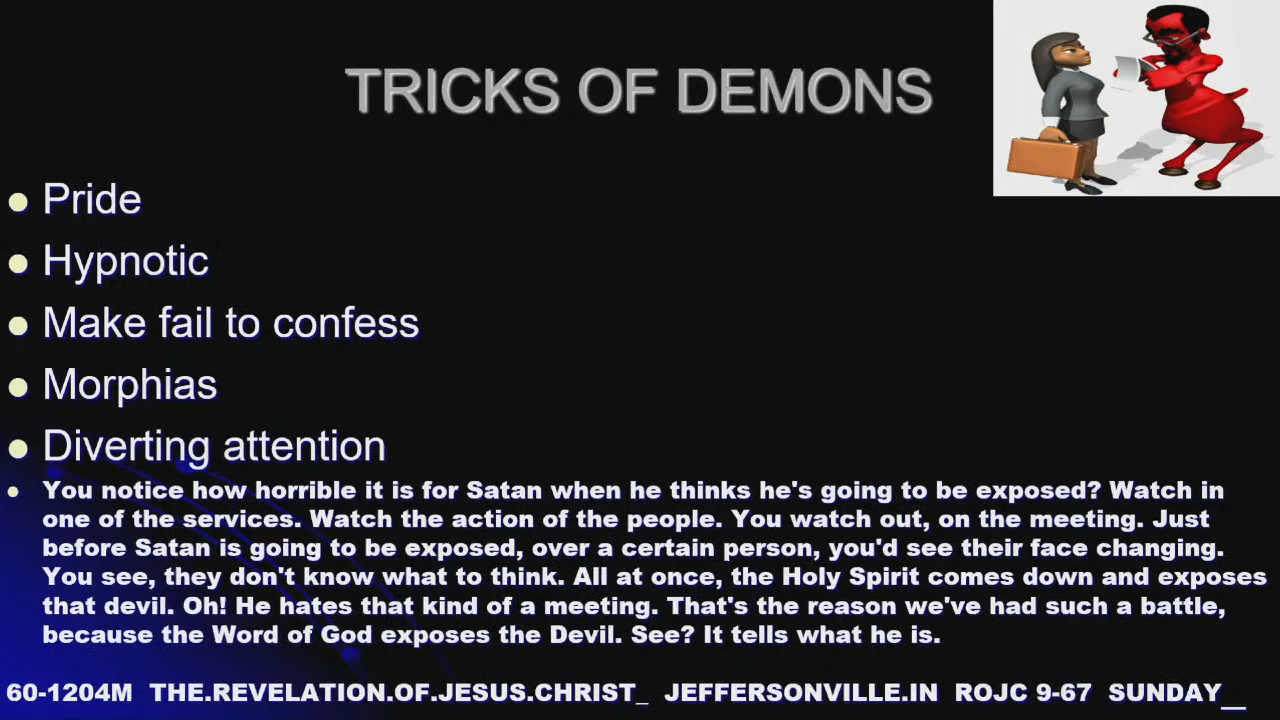 TRICKS OF DEMONS
Pride
Hypnotic
Make fail to confess
Morphias
Diverting attention
You notice how horrible it is for Satan when he thinks he's going to be exposed? Watch in
one of the services. Watch the action of the people. You watch out, on the meeting. Just
before Satan is going to be exposed, over a certain person, you'd see their face changing.
You see, they don't know what to think. All at once, the Holy Spirit comes down and exposes
that devil. Oh! He hates that kind of a meeting. That's the reason we've had such a battle,
because the Word of God exposes the Devil. See? It tells what he is.
60-1204M THE.REVELATION.OF.JESUS.CHRIST_ JEFFERSONVILLE.IN ROJC 9-67 SUNDAY__